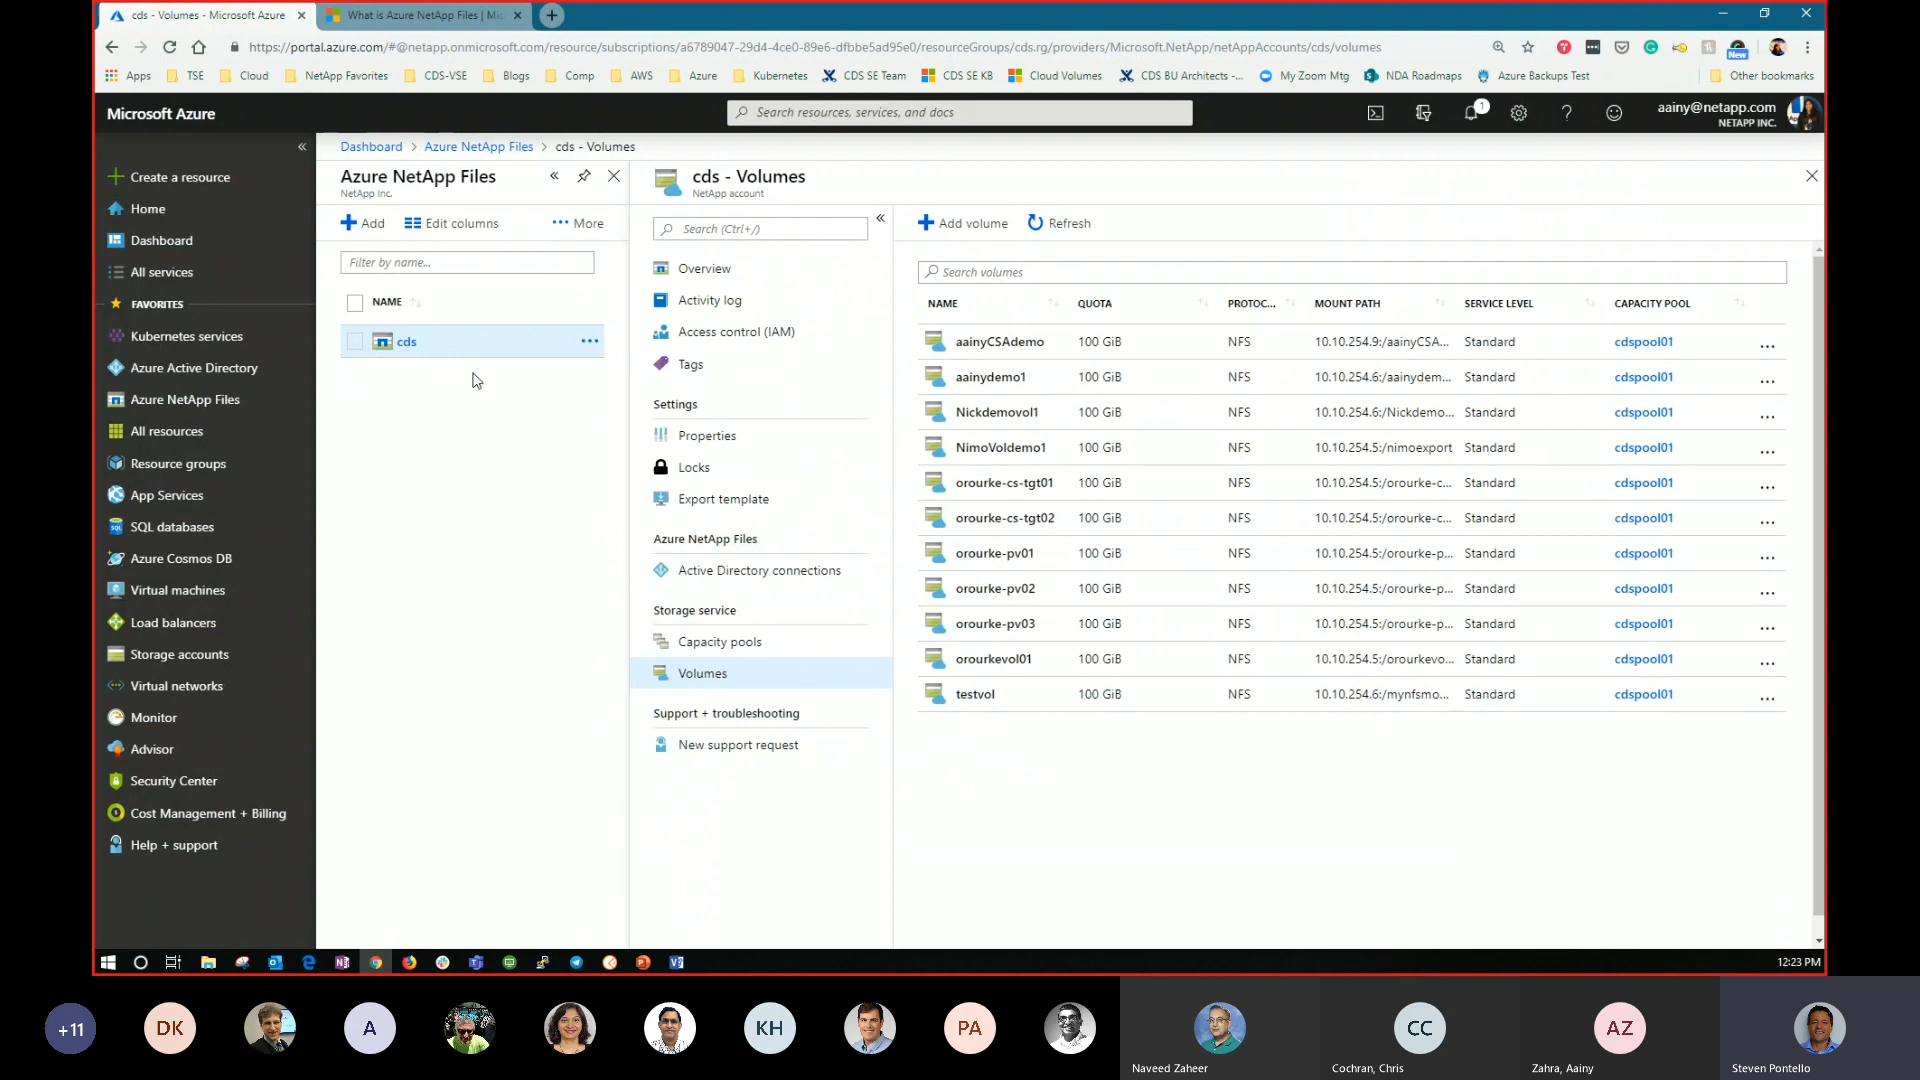 cds - Volumes - Microsoft Azure
What is Azure NetApp Files | Mic
https://portal.azure.com/#@netapp.onmicrosoft.com/resource/subscriptions/a6789047-29d4-4ce0-89e6-dfbbe5ad95e0/resourceGroups/cds.rg/providers/Microsoft.NetApp/netAppAccounts/cds/volumes
New
Apps TSE Cloud NetApp Favorites CDS-VSE Blogs Comp AWS Azure Kubernetes CDS SE Team CDS SE KB Cloud Volumes CDS BU Architects -... My Zoom Mtg NDA Roadmaps Azure Backups Test Other bookmarks
Microsoft Azure
Search resources, services, and docs
1
aainy@netapp.com
NETAPP INC.
Create a resource
Home
Dashboard
All services
FAVORITES
Kubernetes services
Azure Active Directory
Azure NetApp Files
All resources
Resource groups
App Services
SQL databases
Azure Cosmos DB
Virtual machines
Load balancers
Storage accounts
Virtual networks
Monitor
Advisor
Security Center
Cost Management + Billing
Help + support
Dashboard > Azure NetApp Files > cds - Volumes
Azure NetApp Files
NetApp Inc.
Add Edit columns More
Filter by name...
NAME
cds
cds - Volumes
NetApp account
Search (Ctrl+/)
Overview
Activity log
Access control (IAM)
Tags
Settings
Properties
Locks
Export template
Azure NetApp Files
Active Directory connections
Storage service
Capacity pools
Volumes
Support + troubleshooting
New support request
Add volume Refresh
Search volumes
NAME QUOTA PROTOC... MOUNT PATH SERVICE LEVEL CAPACITY POOL
aainyCSAdemo 100 GiB NFS 10.10.254.9:/aainyCSA... Standard cdspool01
aainydemo1 100 GiB NFS 10.10.254.6:/aainydem... Standard cdspool01
Nickdemovol1 100 GiB NFS 10.10.254.6:/Nickdemo... Standard cdspool01
NimoVoldemo1 100 GiB NFS 10.10.254.5:/nimoexport Standard cdspool01
orourke-cs-tgt01 100 GiB NFS 10.10.254.5:/orourke-c... Standard cdspool01
orourke-cs-tgt02 100 GiB NFS 10.10.254.5:/orourke-c... Standard cdspool01
orourke-pv01 100 GiB NFS 10.10.254.5:/orourke-p... Standard cdspool01
orourke-pv02 100 GiB NFS 10.10.254.5:/orourke-p... Standard cdspool01
orourke-pv03 100 GiB NFS 10.10.254.5:/orourke-p... Standard cdspool01
orourkevol01 100 GiB NFS 10.10.254.5:/orourkevo... Standard cdspool01
testvol 100 GiB NFS 10.10.254.6:/mynfsmo... Standard cdspool01
12:23 PM
+11 DK A KH PA CC AZ
Naveed Zaheer Cochran, Chris Zahra, Aainy Steven Pontello